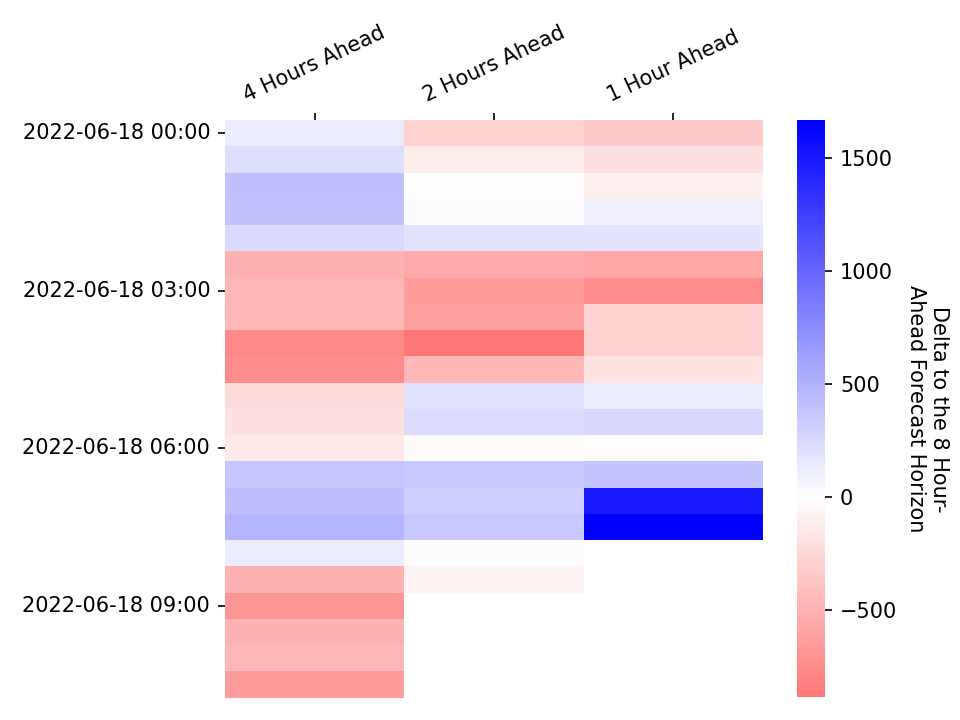 4 Hours Ahead
2 Hours Ahead
1 Hour Ahead
2022-06-18 00:00
2022-06-18 03:00
2022-06-18 06:00
2022-06-18 09:00
1500
1000
500
0
−500
Delta to the 8 Hour-
Ahead Forecast Horizon